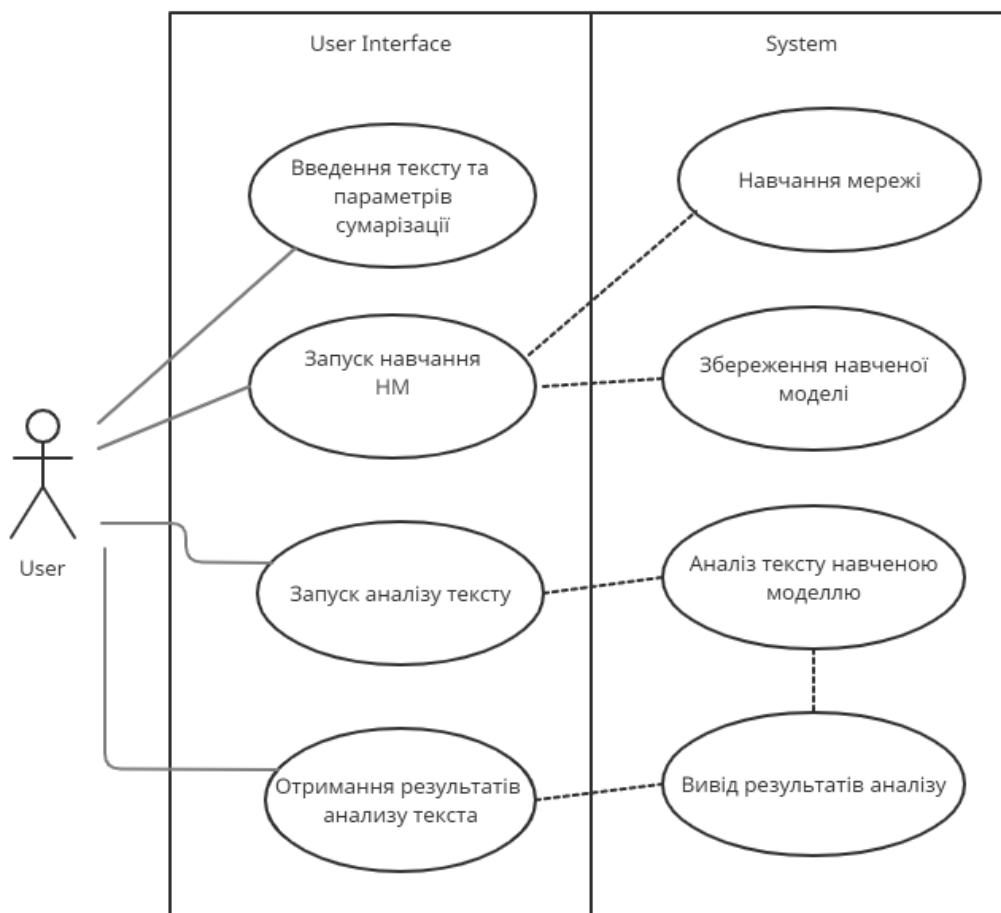 User Interface
System
Введення тексту та
параметрів
сумарізації
Навчання мережі
Запуск навчання
НМ
Збереження навченої
моделі
User
Запуск аналізу тексту
Аналіз тексту навченою
моделлю
Отримання результатів
анализу текста
Вивід результатів аналізу